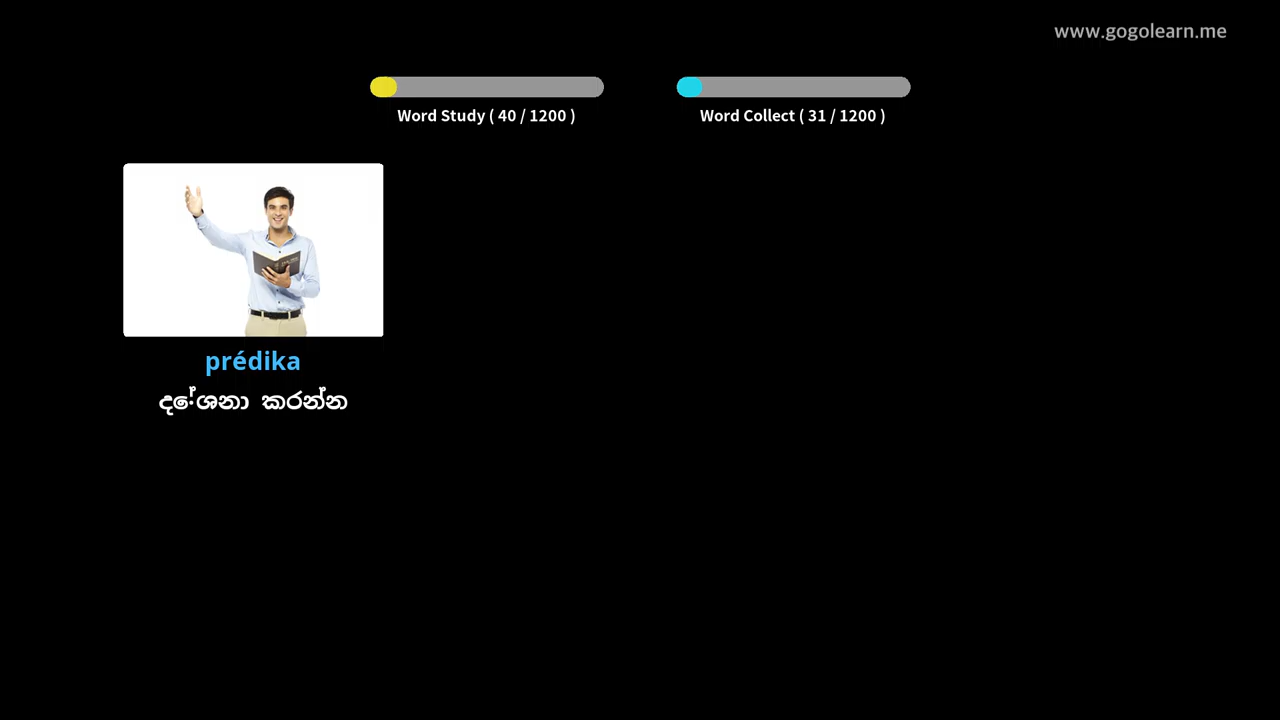 www.gogolearn.me
Word Study ( 40 / 1200 )
Word Collect ( 31 / 1200 )
prédika
දේශනා කරන්න